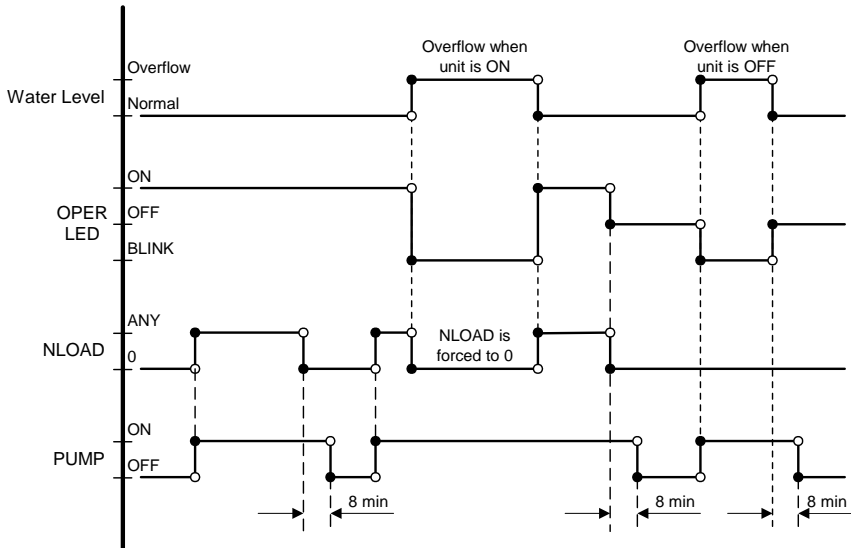 Overflow when
unit is ON
Overflow when
unit is OFF
Overflow
Water Level
Normal
ON
OPER
LED
OFF
BLINK
ANY
NLOAD
0
NLOAD is
forced to 0
ON
PUMP
OFF
8 min
8 min
8 min